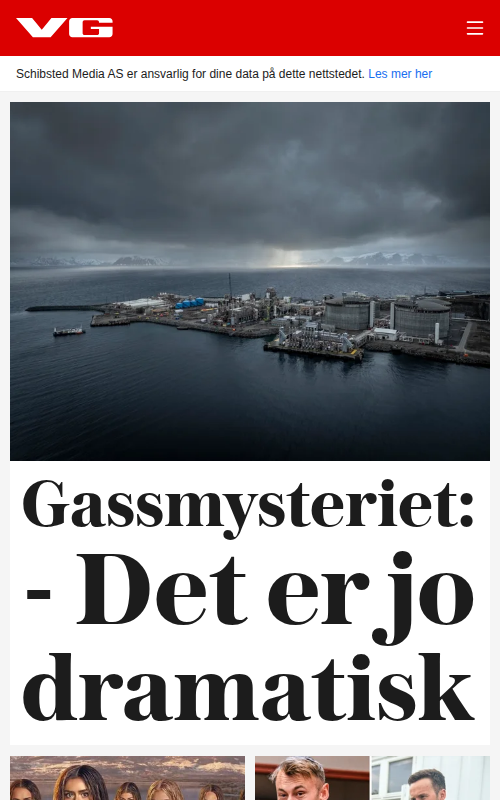 VG
Schibsted Media AS er ansvarlig for dine data på dette nettstedet. Les mer her
Gassmysteriet:
- Det er jo
dramatisk